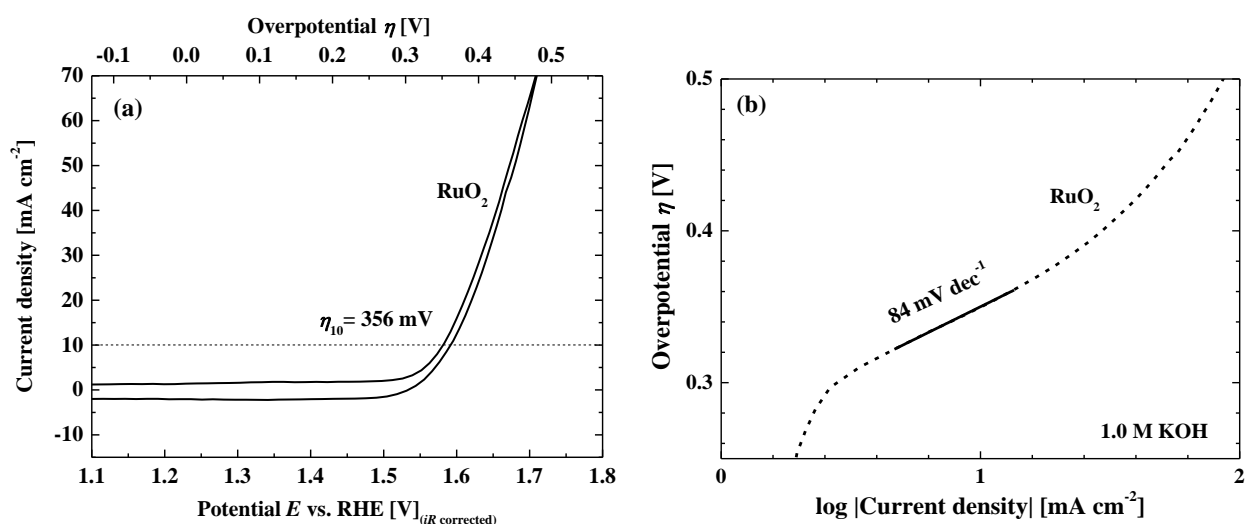 Overpotential η [V]
-0.1 0.0 0.1 0.2 0.3 0.4 0.5
70
60
50
40
30
20
10
0
-10
Current density [mA cm⁻²]
(a)
RuO₂
η₁₀= 356 mV
1.1 1.2 1.3 1.4 1.5 1.6 1.7 1.8
Potential E vs. RHE [V](iR corrected)
0.5
0.4
0.3
Overpotential η [V]
(b)
RuO₂
84 mV dec⁻¹
1.0 M KOH
0 1 2
log |Current density| [mA cm⁻²]